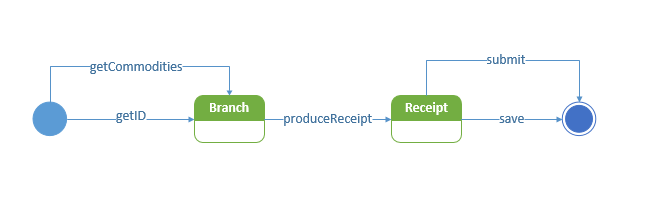 submit
getCommodities
Branch
Receipt
getID
produceReceipt
save